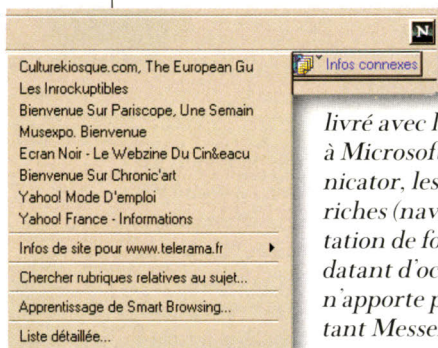 N
Infos connexes
Culturekiosque.com, The European Gu
Les Inrockuptibles
Bienvenue Sur Pariscope, Une Semain
Musexpo. Bienvenue
Ecran Noir - Le Webzine Du Cin&eacu
Bienvenue Sur Chronic'art
Yahoo! Mode D'emploi
Yahoo! France - Informations
Infos de site pour www.telerama.fr
Chercher rubriques relatives au sujet...
Apprentissage de Smart Browsing...
Liste détaillée...
livré avec
à Microsoft
nicator, les
riches (nav
tation de fo
datant d'oc
n'apporte p
tant Messe